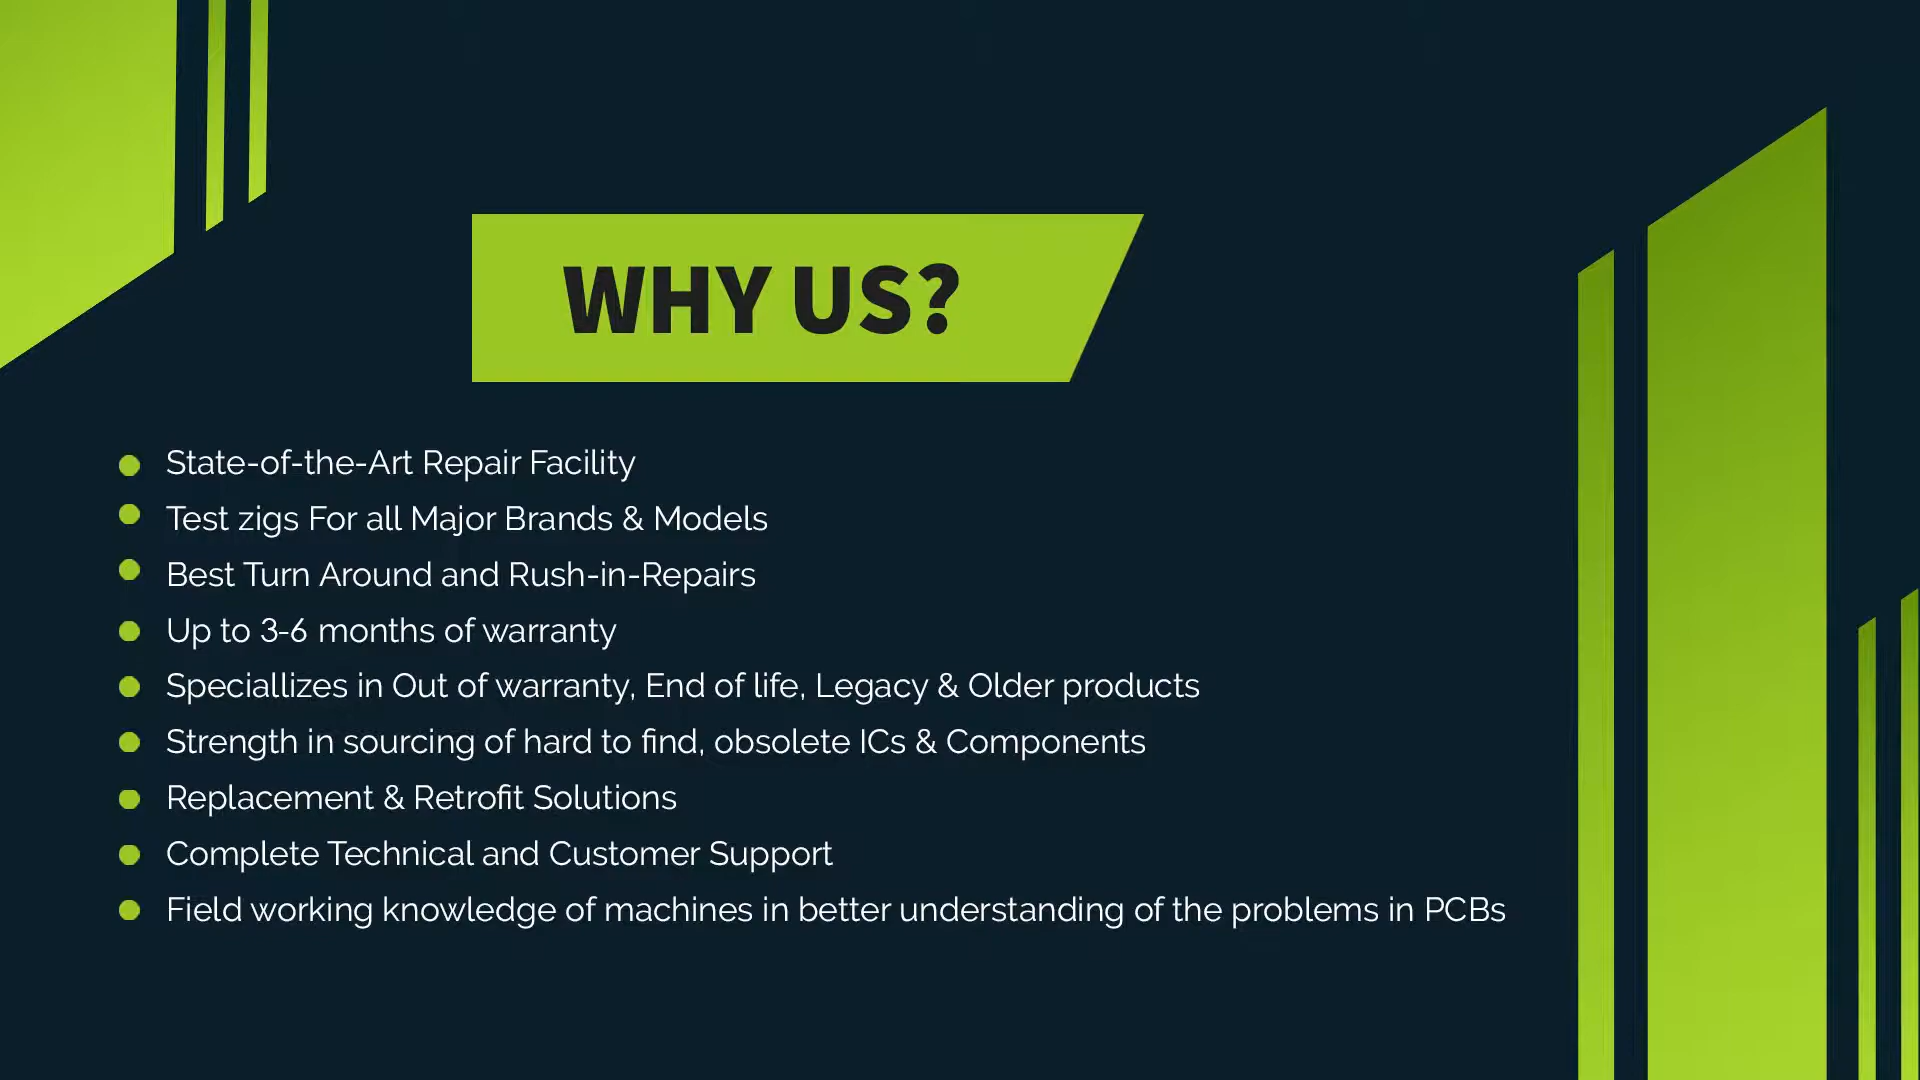 WHY US?
State-of-the-Art Repair Facility
Test zigs For all Major Brands & Models
Best Turn Around and Rush-in-Repairs
Up to 3-6 months of warranty
Speciallizes in Out of warranty, End of life, Legacy & Older products
Strength in sourcing of hard to find, obsolete ICs & Components
Replacement & Retrofit Solutions
Complete Technical and Customer Support
Field working knowledge of machines in better understanding of the problems in PCBs